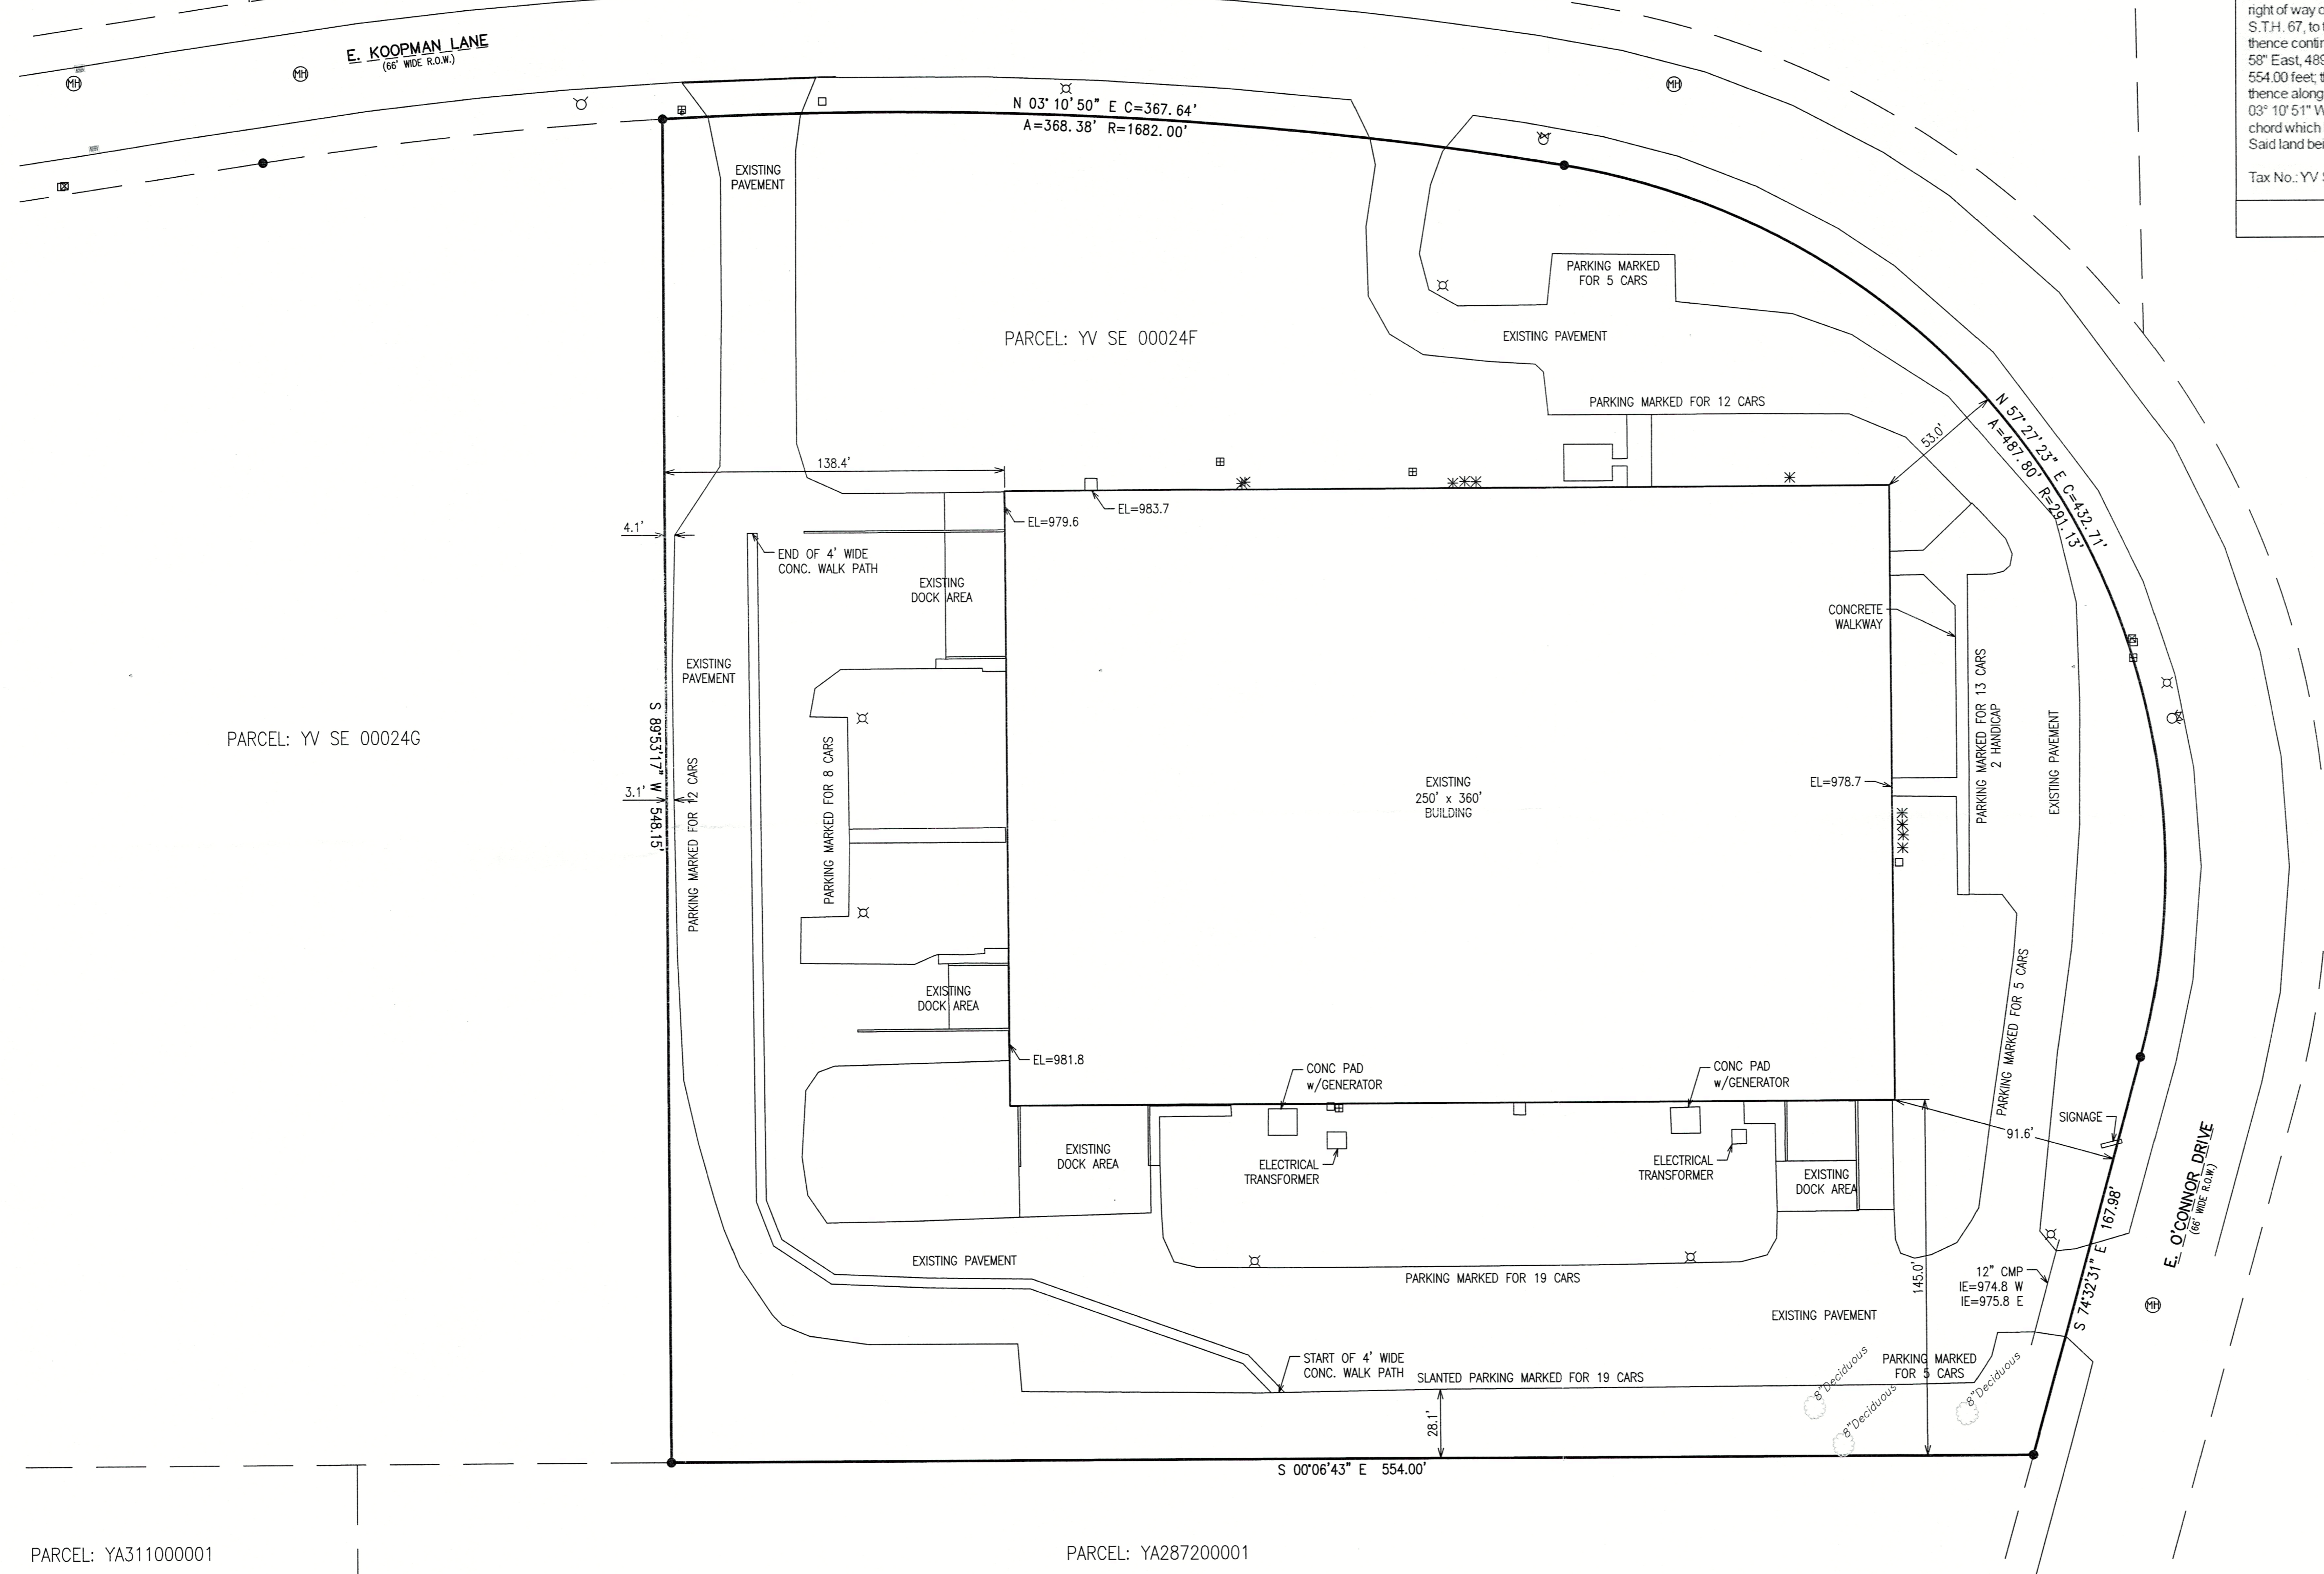 right of way
S.T.H. 67, to
thence
58" East,
554.00 feet;
thence along
03° 10' 51" W
chord which
Said land
Tax No.: YV
E. KOOPMAN LANE
(66' WIDE R.O.W.)
MH
MH
MH
N 03° 10' 50" E C=367.64'
A=368.38' R=1682.00'
EXISTING
PAVEMENT
PARKING MARKED
FOR 5 CARS
PARCEL: YV SE 00024F
EXISTING PAVEMENT
PARKING MARKED FOR 12 CARS
N 57° 27' 23" E C=432.71'
A=487.80' R=291.13'
53.0'
138.4'
EL=983.7
EL=979.6
4.1'
END OF 4' WIDE
CONC. WALK PATH
EXISTING
DOCK AREA
CONCRETE
WALKWAY
EXISTING
PAVEMENT
PARKING MARKED FOR 13 CARS
2 HANDICAP
EXISTING PAVEMENT
S 89°53'17" W 548.15'
PARCEL: YV SE 00024G
PARKING MARKED FOR 12 CARS
PARKING MARKED FOR 8 CARS
3.1'
EXISTING
250' x 360'
BUILDING
EL=978.7
EXISTING
DOCK AREA
PARKING MARKED FOR 5 CARS
EL=981.8
CONC PAD
w/GENERATOR
CONC PAD
w/GENERATOR
SIGNAGE
91.6'
EXISTING
DOCK AREA
ELECTRICAL
TRANSFORMER
ELECTRICAL
TRANSFORMER
EXISTING
DOCK AREA
E. O'CONNOR DRIVE
(66' WIDE R.O.W.)
S 74°32'31" E 167.98'
EXISTING PAVEMENT
PARKING MARKED FOR 19 CARS
145.0'
12" CMP
IE=974.8 W
IE=975.8 E
MH
EXISTING PAVEMENT
START OF 4' WIDE
CONC. WALK PATH
SLANTED PARKING MARKED FOR 19 CARS
PARKING MARKED
FOR 5 CARS
8"Deciduous
8"Deciduous
8"Deciduous
28.1'
S 00°06'43" E 554.00'
PARCEL: YA311000001
PARCEL: YA287200001